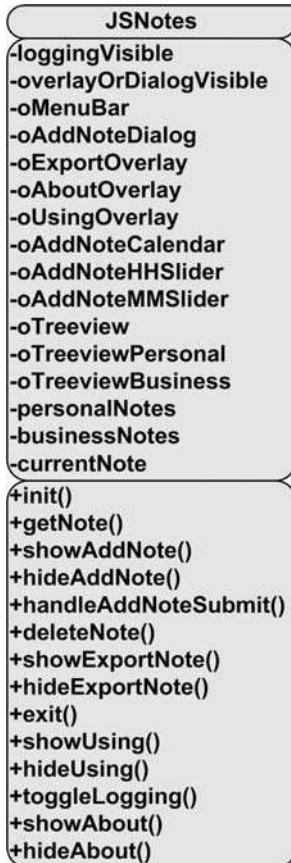 JSNotes
-loggingVisible
-overlayOrDialogVisible
-oMenuBar
-oAddNoteDialog
-oExportOverlay
-oAboutOverlay
-oUsingOverlay
-oAddNoteCalendar
-oAddNoteHHSlider
-oAddNoteMMSlider
-oTreeview
-oTreeviewPersonal
-oTreeviewBusiness
-personalNotes
-businessNotes
-currentNote
+init()
+getNote()
+showAddNote()
+hideAddNote()
+handleAddNoteSubmit()
+deleteNote()
+showExportNote()
+hideExportNote()
+exit()
+showUsing()
+hideUsing()
+toggleLogging()
+showAbout()
+hideAbout()